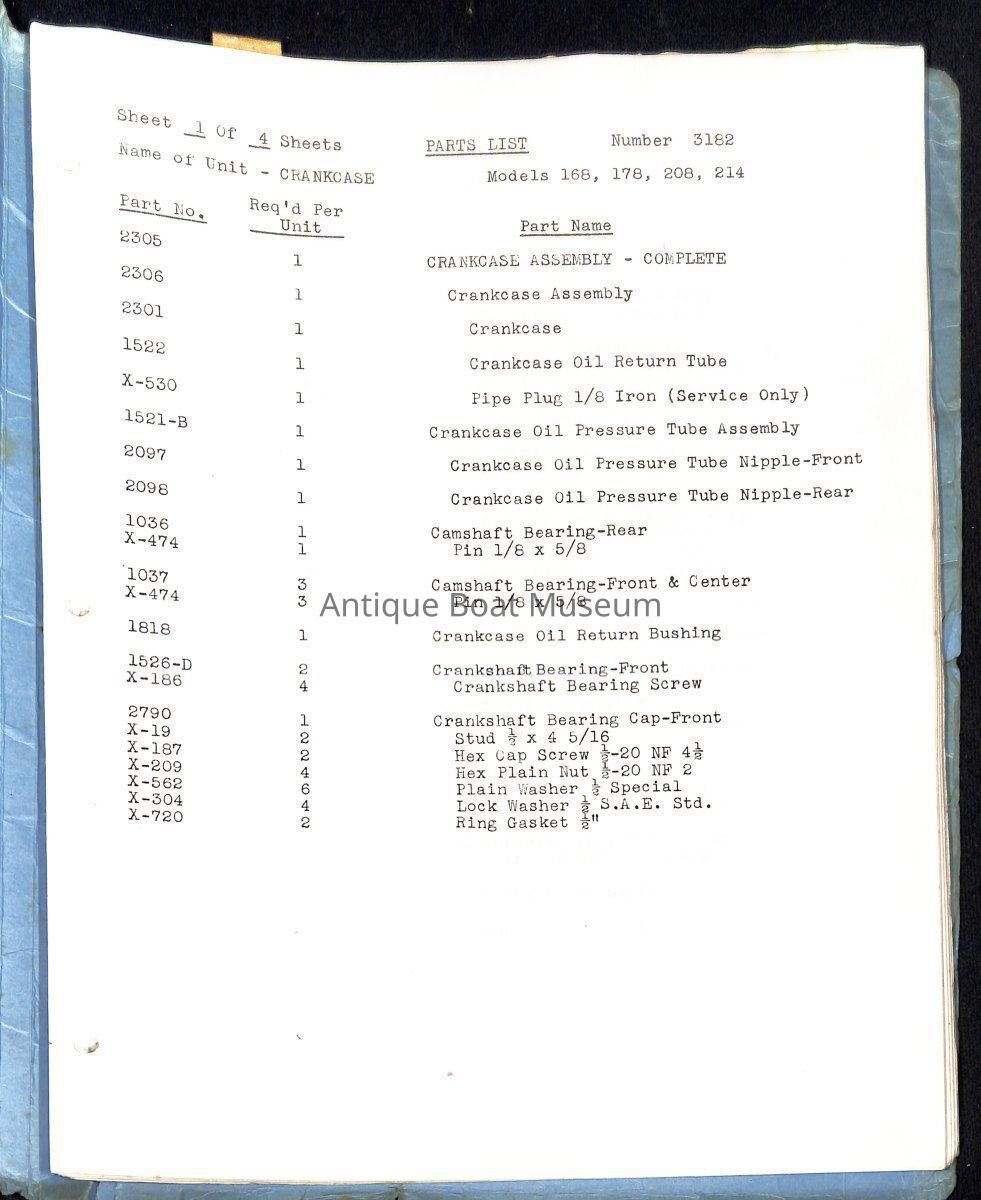 Sheet 1 Of 4 Sheets PARTS LIST Number 3182
Name of Unit - CRANKCASE Models 168, 178, 208, 214
Part No. Req'd Per Unit Part Name
2305 1 CRANKCASE ASSEMBLY - COMPLETE
2306 1 Crankcase Assembly
2301 1 Crankcase
1522 1 Crankcase Oil Return Tube
X-530 1 Pipe Plug 1/8 Iron (Service Only)
1521-B 1 Crankcase Oil Pressure Tube Assembly
2097 1 Crankcase Oil Pressure Tube Nipple-Front
2098 1 Crankcase Oil Pressure Tube Nipple-Rear
1036 1 Camshaft Bearing-Rear
X-474 1 Pin 1/8 x 5/8
1037 3 Camshaft Bearing-Front & Center
X-474 3 Pin 1/8 x 5/8
Antique Boat Museum
1818 1 Crankcase Oil Return Bushing
1526-D 2 Crankshaft Bearing-Front
X-186 4 Crankshaft Bearing Screw
2790 1 Crankshaft Bearing Cap-Front
X-19 2 Stud ½ x 4 5/16
X-187 2 Hex Cap Screw ½-20 NF 4½
X-209 4 Hex Plain Nut ½-20 NF 2
X-562 6 Plain Washer ½ Special
X-304 4 Lock Washer ½ S.A.E. Std.
X-720 2 Ring Gasket ½"